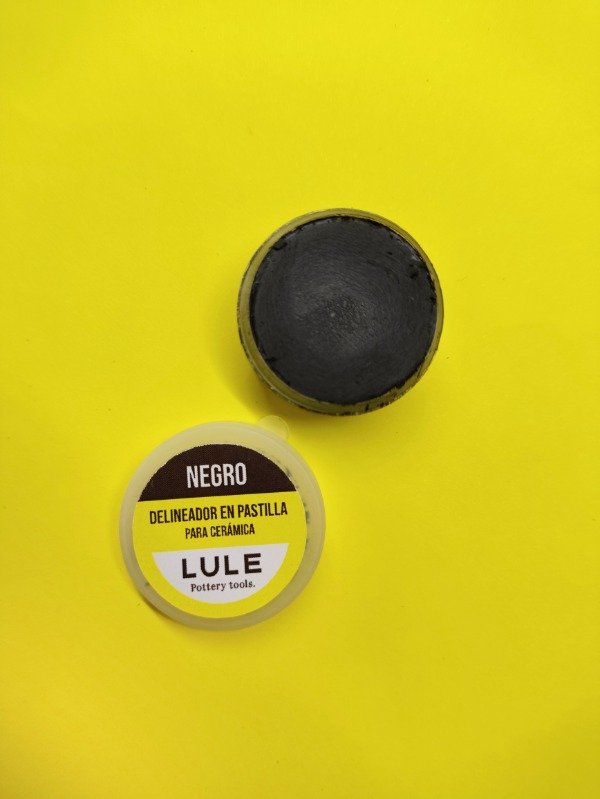 NEGRO
DELINEADOR EN PASTILLA
PARA CERÁMICA
LULE
Pottery tools.